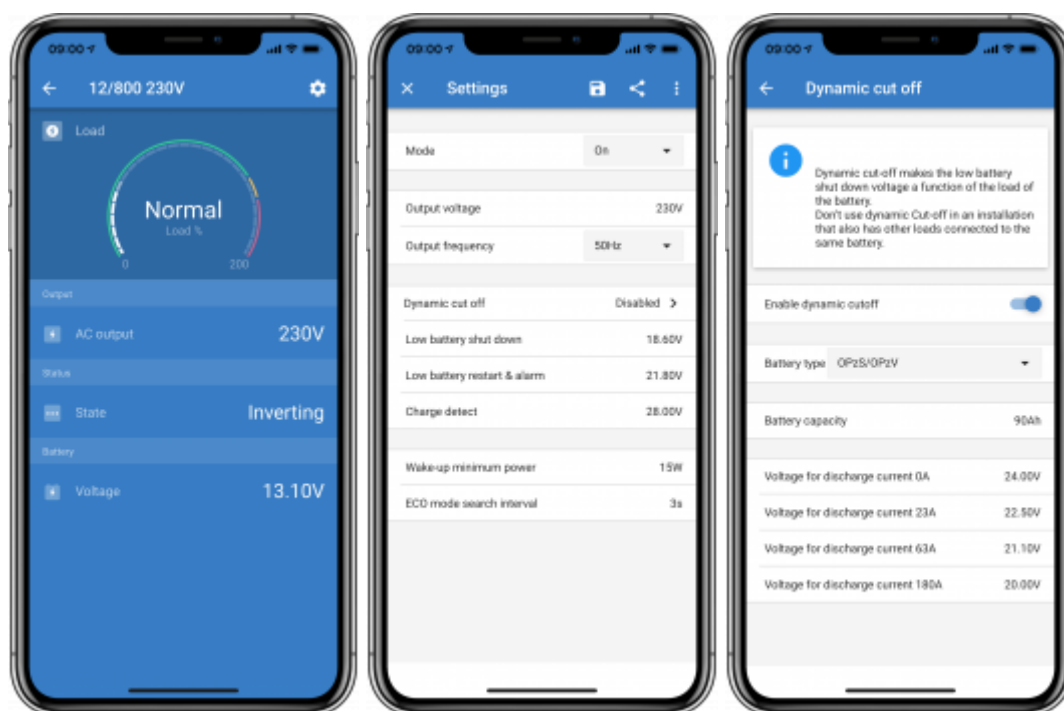 09:00
12/800 230V
Load
Normal
Load %
0
200
Output
AC output
230V
Status
State
Inverting
Battery
Voltage
13.10V
09:00
Settings
Mode
On
Output voltage
230V
Output frequency
50Hz
Dynamic cut off
Disabled
Low battery shut down
18.60V
Low battery restart & alarm
21.80V
Charge detect
28.00V
Wake-up minimum power
15W
ECO mode search interval
3s
09:00
Dynamic cut off
Dynamic cut-off makes the low battery
shut down voltage a function of the load of
the battery.
Don't use dynamic Cut-off in an installation
that also has other loads connected to the
same battery.
Enable dynamic cutoff
Battery type
OPzS/OPzV
Battery capacity
90Ah
Voltage for discharge current 0A
24.00V
Voltage for discharge current 23A
22.50V
Voltage for discharge current 63A
21.10V
Voltage for discharge current 180A
20.00V